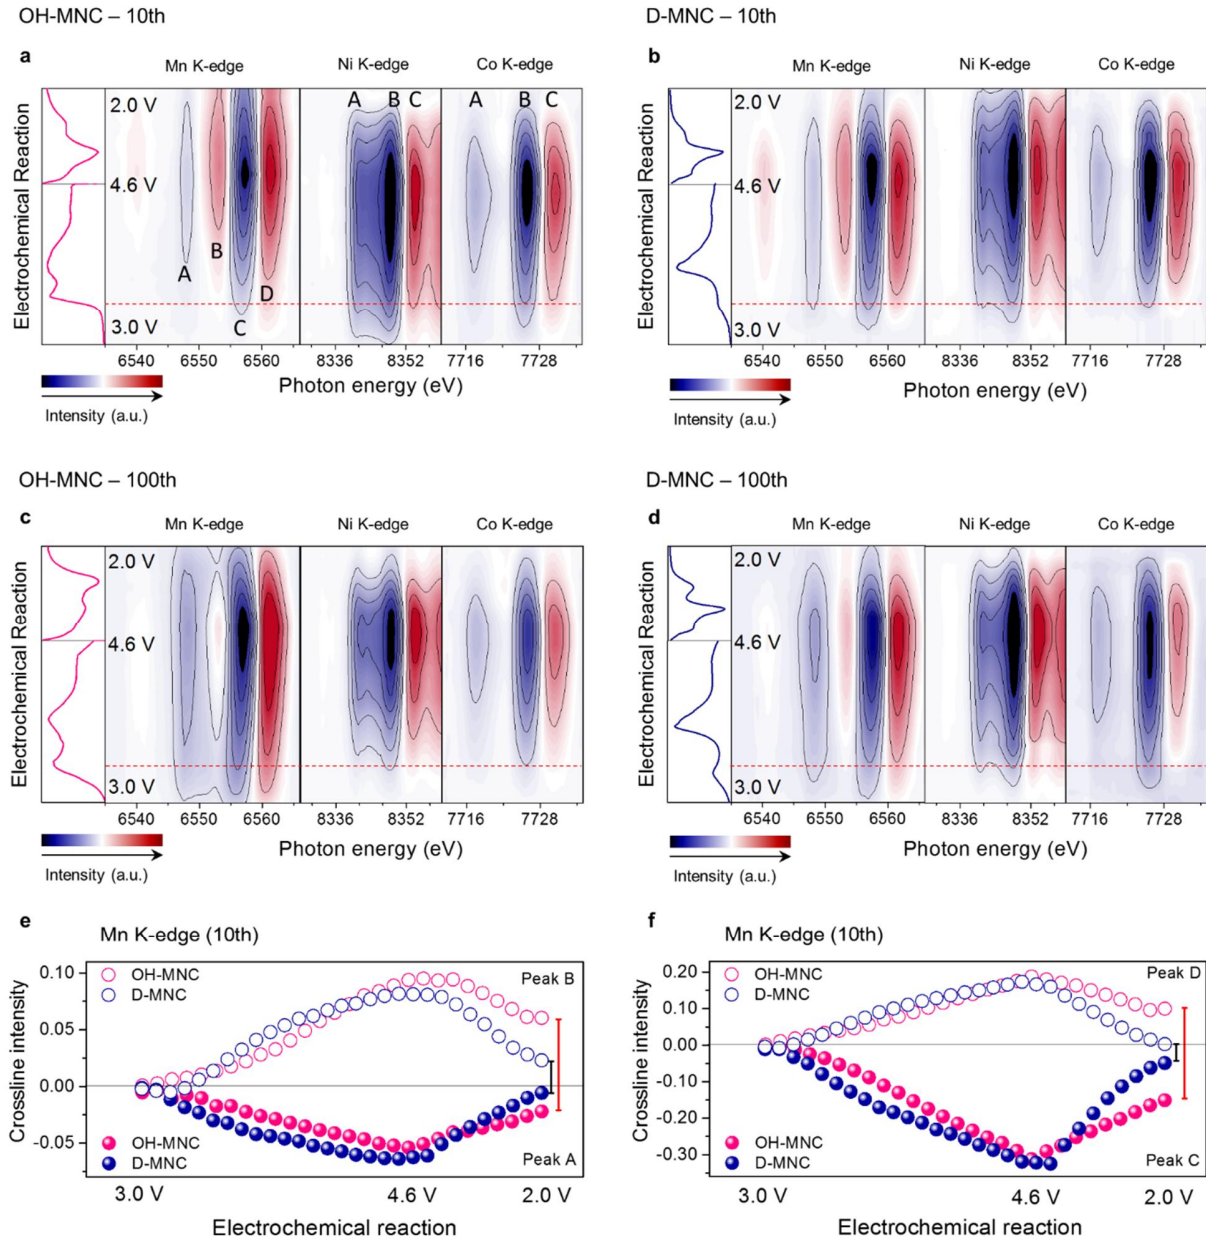 OH-MNC – 10th
D-MNC – 10th
a
Mn K-edge
Ni K-edge
Co K-edge
b
Mn K-edge
Ni K-edge
Co K-edge
Electrochemical Reaction
2.0 V
4.6 V
3.0 V
A
B
C
D
A
B
C
A
B
C
6540
6550
6560
8336
8352
7716
7728
Photon energy (eV)
Intensity (a.u.)
Electrochemical Reaction
2.0 V
4.6 V
3.0 V
6540
6550
6560
8336
8352
7716
7728
Photon energy (eV)
Intensity (a.u.)
OH-MNC – 100th
D-MNC – 100th
c
Mn K-edge
Ni K-edge
Co K-edge
d
Mn K-edge
Ni K-edge
Co K-edge
Electrochemical Reaction
2.0 V
4.6 V
3.0 V
6540
6550
6560
8336
8352
7716
7728
Photon energy (eV)
Intensity (a.u.)
Electrochemical Reaction
2.0 V
4.6 V
3.0 V
6540
6550
6560
8336
8352
7716
7728
Photon energy (eV)
Intensity (a.u.)
e
Mn K-edge (10th)
Crossline intensity
0.10
0.05
0.00
-0.05
OH-MNC
D-MNC
Peak B
OH-MNC
D-MNC
Peak A
3.0 V
4.6 V
2.0 V
Electrochemical reaction
f
Mn K-edge (10th)
Crossline intensity
0.20
0.10
0.00
-0.10
-0.20
-0.30
OH-MNC
D-MNC
Peak D
OH-MNC
D-MNC
Peak C
3.0 V
4.6 V
2.0 V
Electrochemical reaction